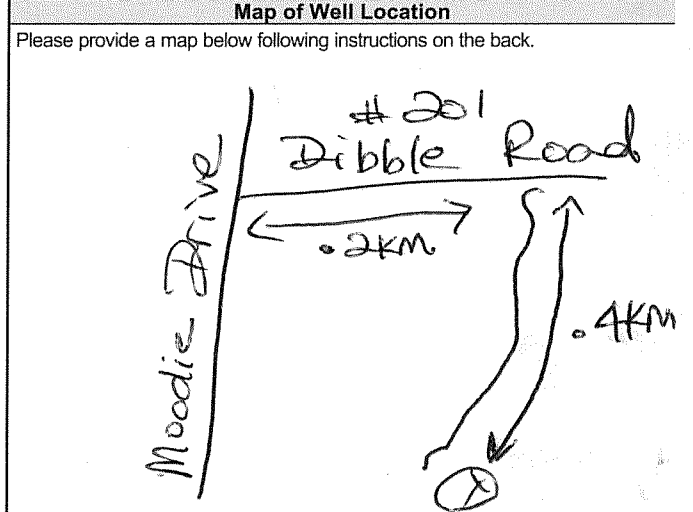 Map of Well Location
Please provide a map below following instructions on the back.
# 201
Dibble Road
Moodie Drive
.2KM
.4KM
X